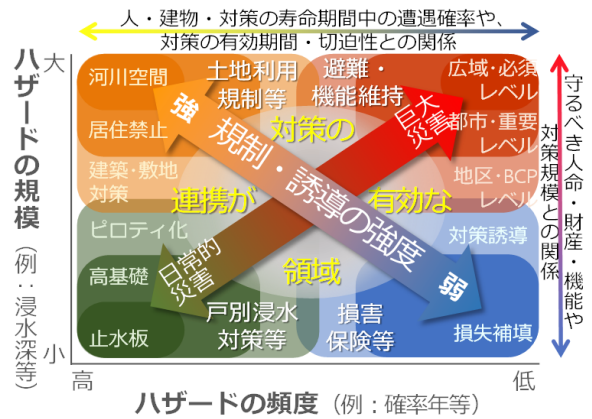 人・建物・対策の寿命期間中の遭遇確率や、
対策の有効期間・切迫性との関係
ハザードの規模
（例：浸水深等）
大
小
河川空間
居住禁止
建築・敷地
対策
ピロティ化
高基礎
止水板
土地利用
規制等
避難・
機能維持
広域・必須
レベル
都市・重要
レベル
地区・BCP
レベル
対策誘導
損失補填
戸別浸水
対策等
損害
保険等
対策の
連携が
有効な
領域
強
規制・誘導の強度
弱
巨大
災害
日常的
災害
守るべき人命・財産・機能や
対策規模との関係
高
低
ハザードの頻度（例：確率年等）